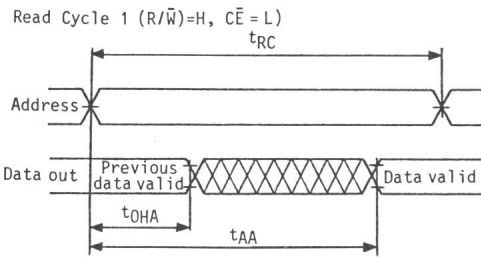 Read Cycle 1 (R/W̄)=H, CĒ=L)
tRC
Address
Data out
Previous
data valid
Data valid
tOHA
tAA